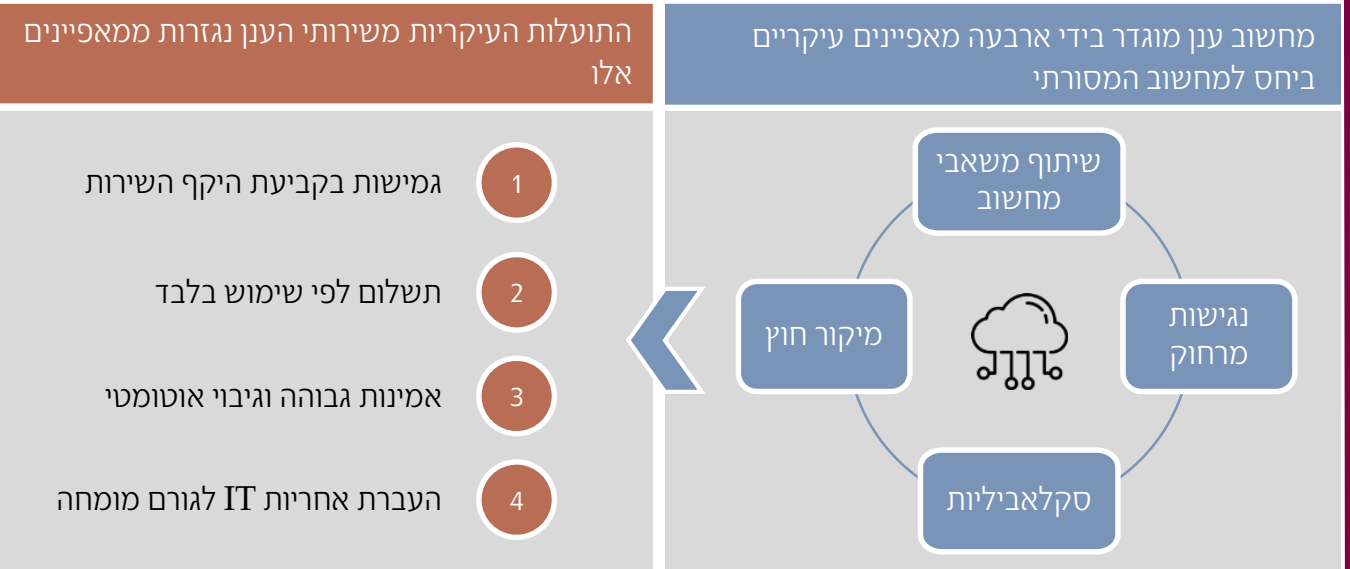 מחשוב ענן מוגדר בידי ארבעה מאפיינים עיקריים
ביחס למחשוב המסורתי
שיתוף משאבי
מחשוב
נגישות
מרחוק
סקלאביליות
מיקור חוץ
התועלות העיקריות משירותי הענן נגזרות ממאפיינים
אלו
1 גמישות בקביעת היקף השירות
2 תשלום לפי שימוש בלבד
3 אמינות גבוהה וגיבוי אוטומטי
4 העברת אחריות IT לגורם מומחה